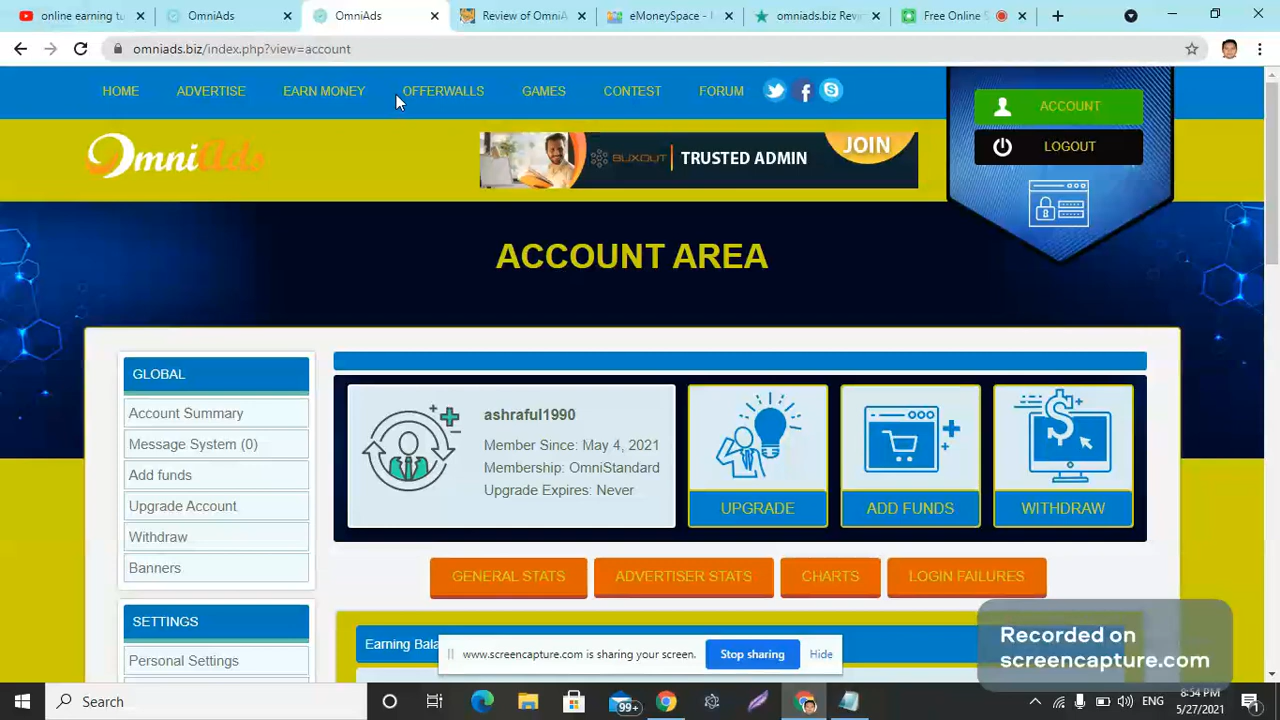 online earning tu
OmniAds
OmniAds
Review of OmniA
eMoneySpace -
omniads.biz Rev
Free Online S
omniads.biz/index.php?view=account
HOME
ADVERTISE
EARN MONEY
OFFERWALLS
GAMES
CONTEST
FORUM
ACCOUNT
LOGOUT
OmniAds
BUXOUT
TRUSTED ADMIN
JOIN
ACCOUNT AREA
GLOBAL
Account Summary
Message System (0)
Add funds
Upgrade Account
Withdraw
Banners
SETTINGS
Personal Settings
ashraful1990
Member Since: May 4, 2021
Membership: OmniStandard
Upgrade Expires: Never
UPGRADE
ADD FUNDS
WITHDRAW
GENERAL STATS
ADVERTISER STATS
CHARTS
LOGIN FAILURES
Earning Bala
www.screencapture.com is sharing your screen.
Stop sharing
Hide
Recorded on
screencapture.com
Search
99+
ENG
8:54 PM
5/27/2021
1